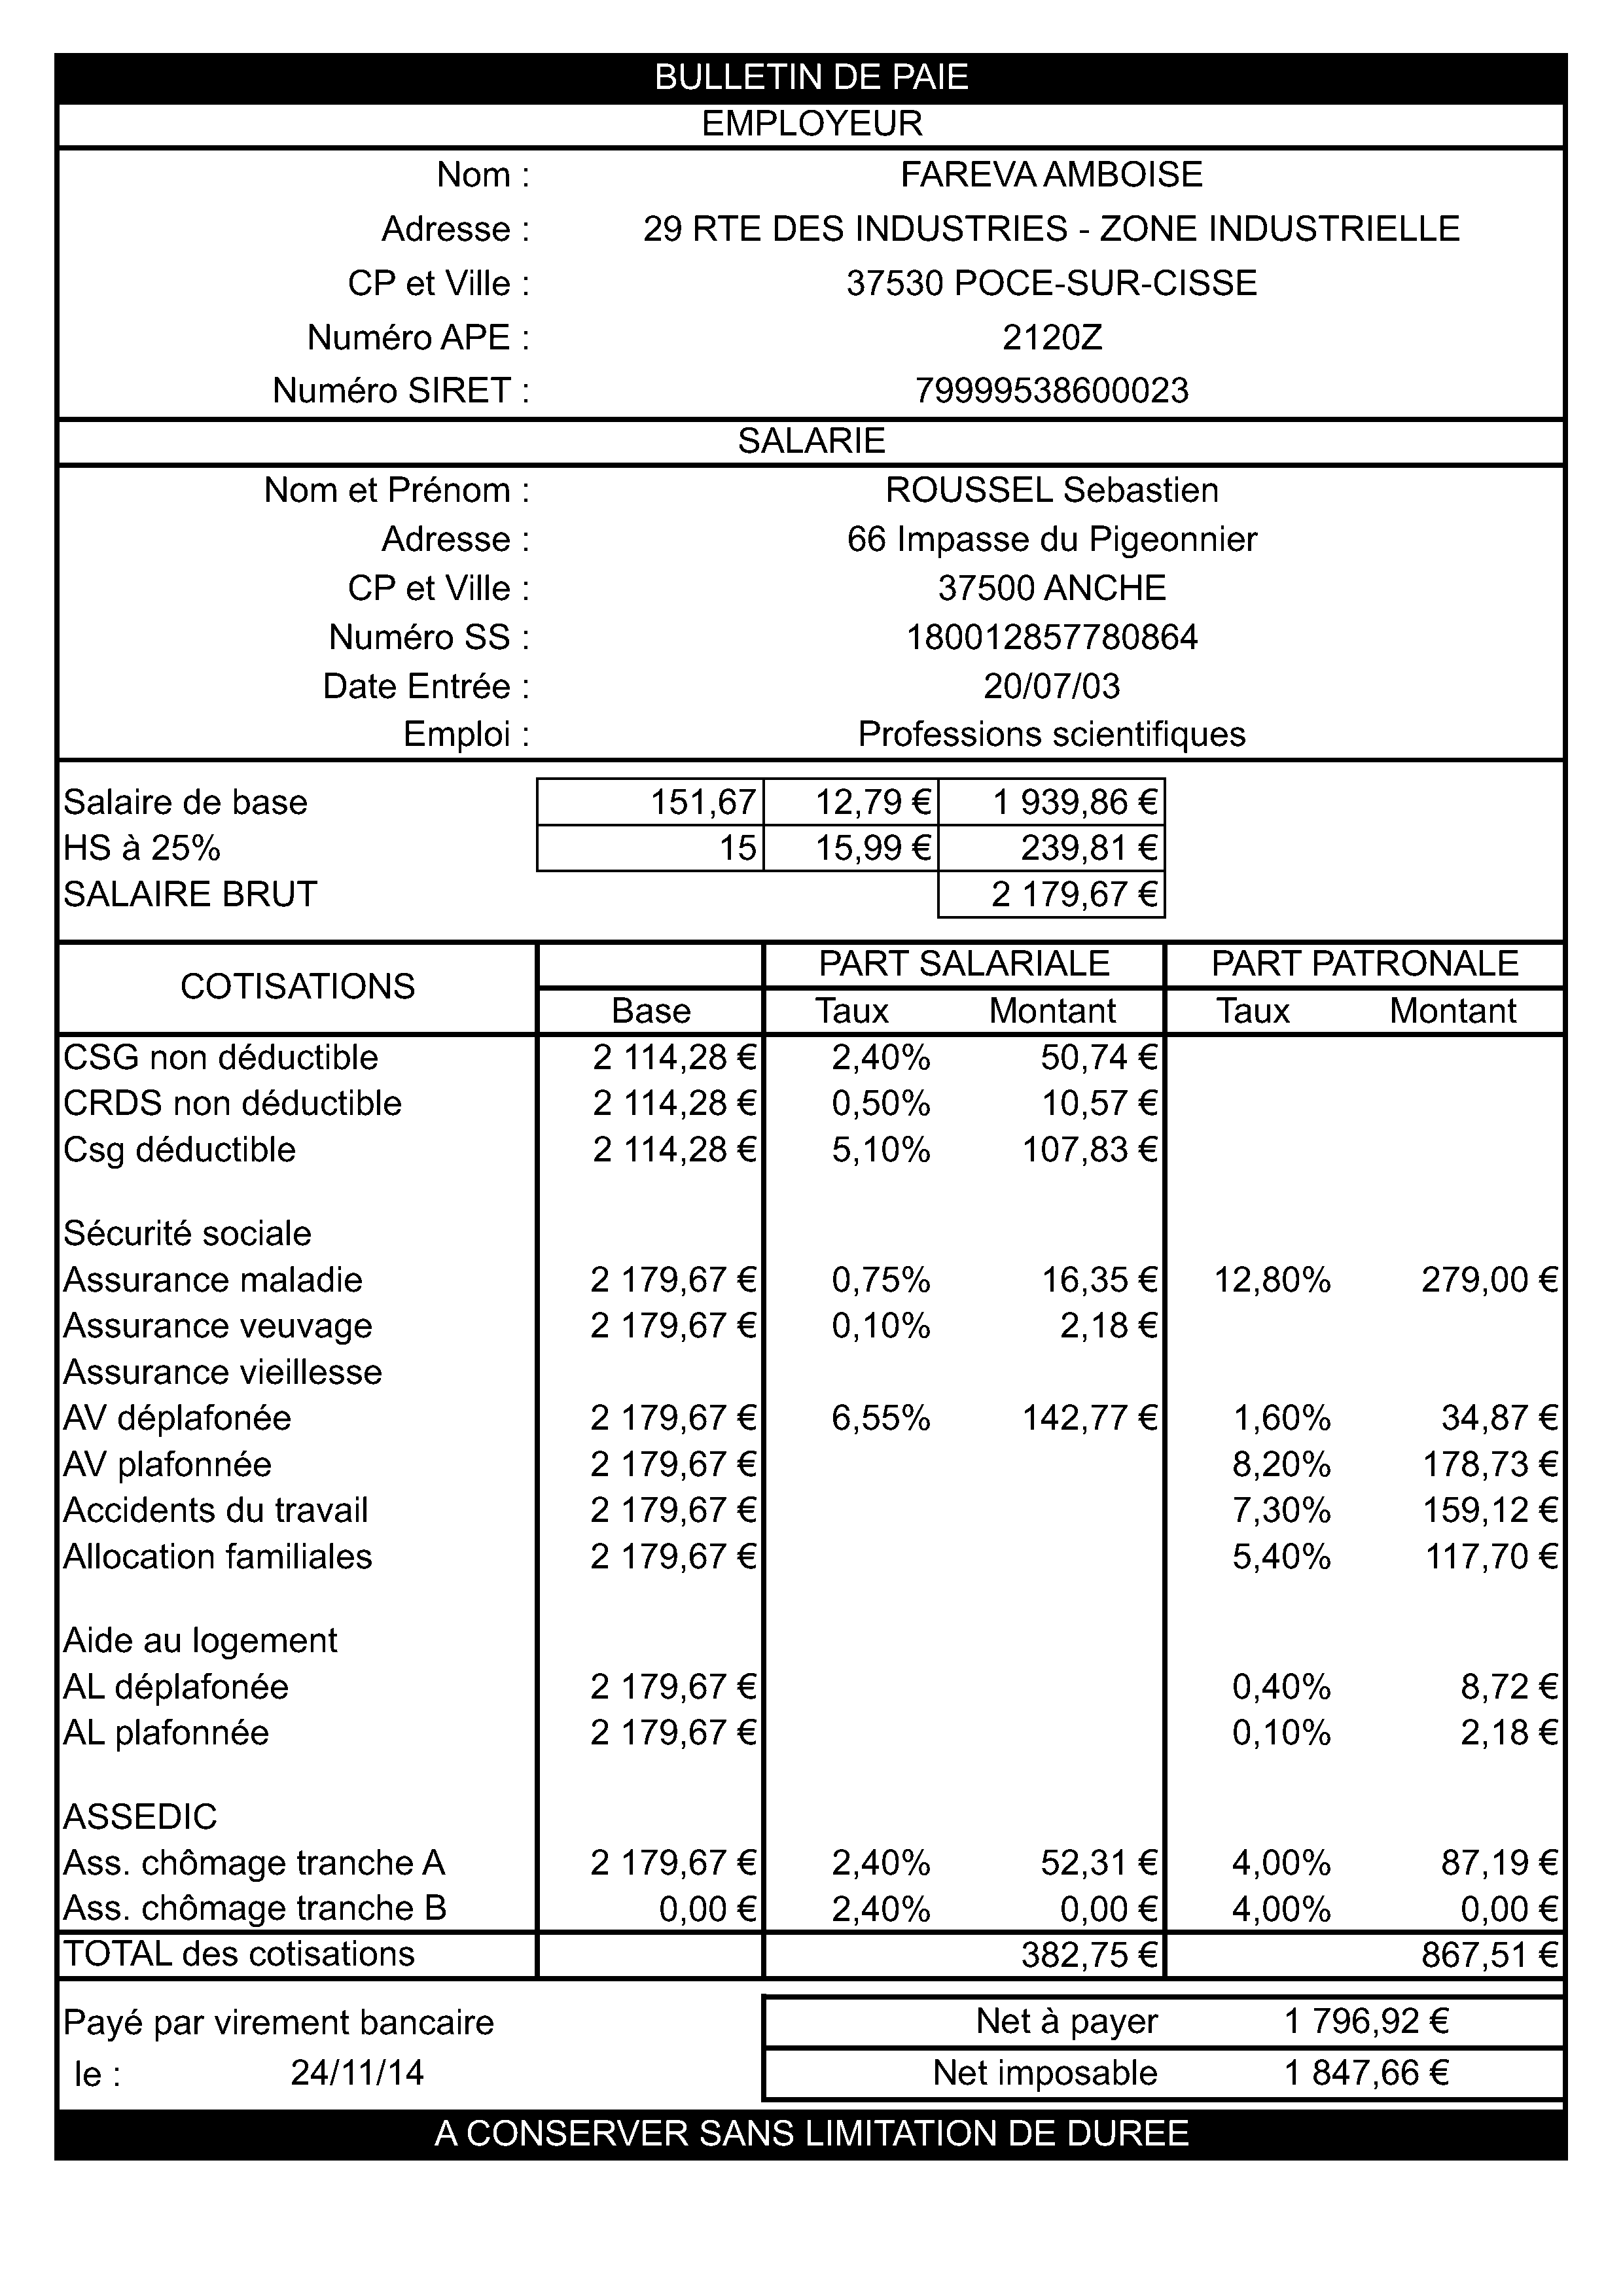 BULLETIN DE PAIE
EMPLOYEUR
Nom : FAREVA AMBOISE
Adresse : 29 RTE DES INDUSTRIES - ZONE INDUSTRIELLE
CP et Ville : 37530 POCE-SUR-CISSE
Numéro APE : 2120Z
Numéro SIRET : 79999538600023
SALARIE
Nom et Prénom : ROUSSEL Sebastien
Adresse : 66 Impasse du Pigeonnier
CP et Ville : 37500 ANCHE
Numéro SS : 180012857780864
Date Entrée : 20/07/03
Emploi : Professions scientifiques
Salaire de base 151,67 12,79 € 1 939,86 €
HS à 25% 15 15,99 € 239,81 €
SALAIRE BRUT 2 179,67 €
COTISATIONS PART SALARIALE PART PATRONALE
Base Taux Montant Taux Montant
CSG non déductible 2 114,28 € 2,40% 50,74 €
CRDS non déductible 2 114,28 € 0,50% 10,57 €
Csg déductible 2 114,28 € 5,10% 107,83 €
Sécurité sociale
Assurance maladie 2 179,67 € 0,75% 16,35 € 12,80% 279,00 €
Assurance veuvage 2 179,67 € 0,10% 2,18 €
Assurance vieillesse
AV déplafonée 2 179,67 € 6,55% 142,77 € 1,60% 34,87 €
AV plafonnée 2 179,67 € 8,20% 178,73 €
Accidents du travail 2 179,67 € 7,30% 159,12 €
Allocation familiales 2 179,67 € 5,40% 117,70 €
Aide au logement
AL déplafonée 2 179,67 € 0,40% 8,72 €
AL plafonnée 2 179,67 € 0,10% 2,18 €
ASSEDIC
Ass. chômage tranche A 2 179,67 € 2,40% 52,31 € 4,00% 87,19 €
Ass. chômage tranche B 0,00 € 2,40% 0,00 € 4,00% 0,00 €
TOTAL des cotisations 382,75 € 867,51 €
Payé par virement bancaire Net à payer 1 796,92 €
le : 24/11/14 Net imposable 1 847,66 €
A CONSERVER SANS LIMITATION DE DUREE